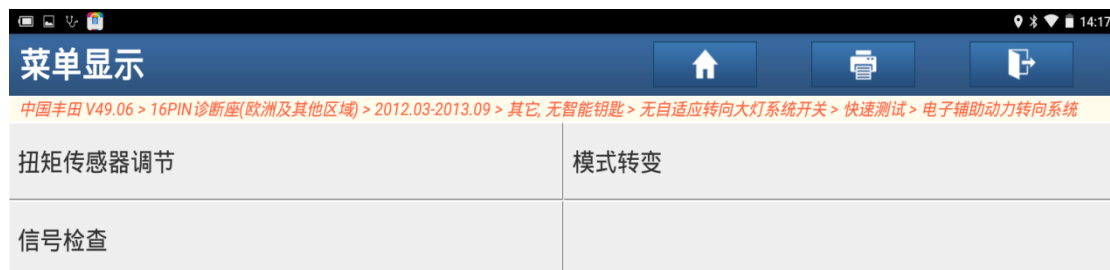 14:17
菜单显示
中国丰田 V49.06 > 16PIN诊断座(欧洲及其他区域) > 2012.03-2013.09 > 其它, 无智能钥匙 > 无自适应转向大灯系统开关 > 快速测试 > 电子辅助动力转向系统
扭矩传感器调节 模式转变
信号检查